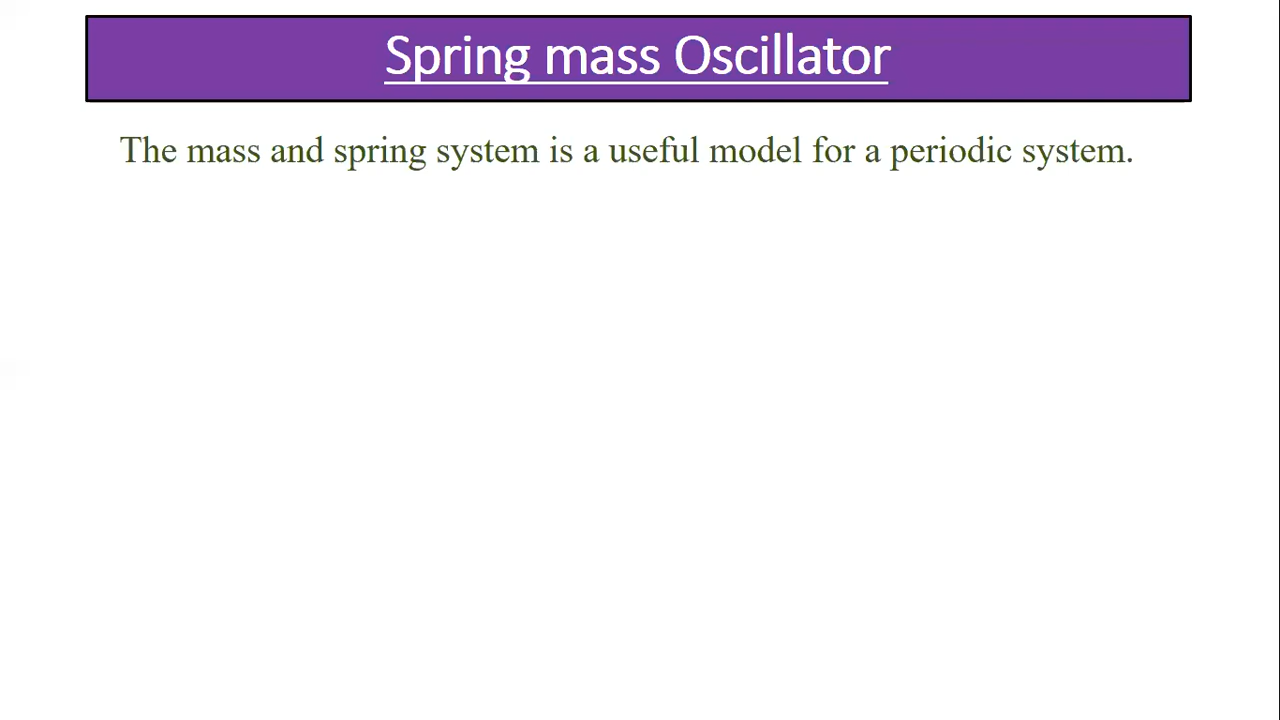 Spring mass Oscillator
The mass and spring system is a useful model for a periodic system.